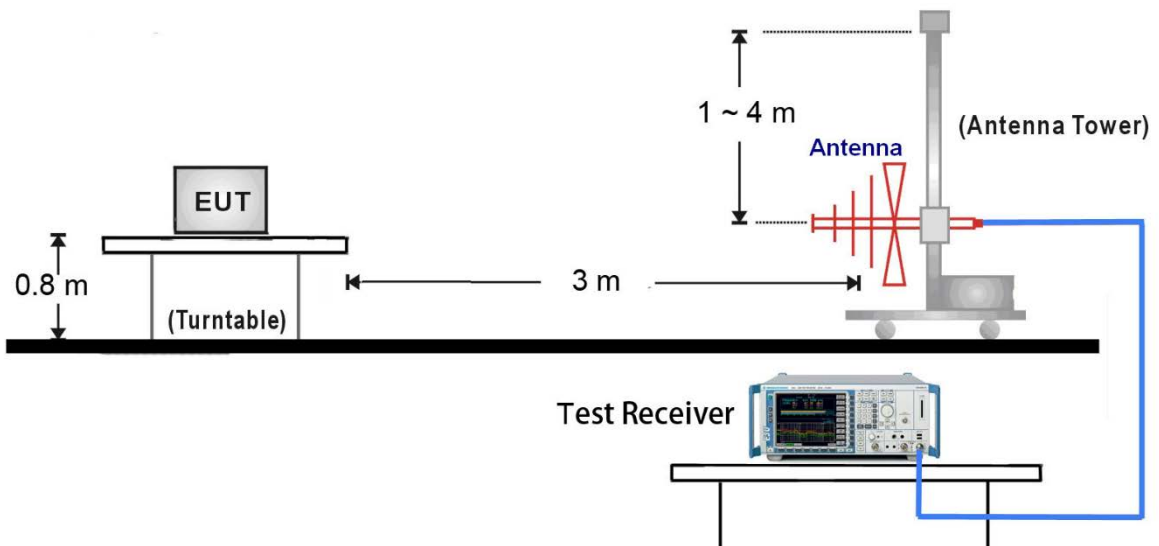 1 ~ 4 m
(Antenna Tower)
Antenna
EUT
0.8 m
3 m
(Turntable)
Test Receiver